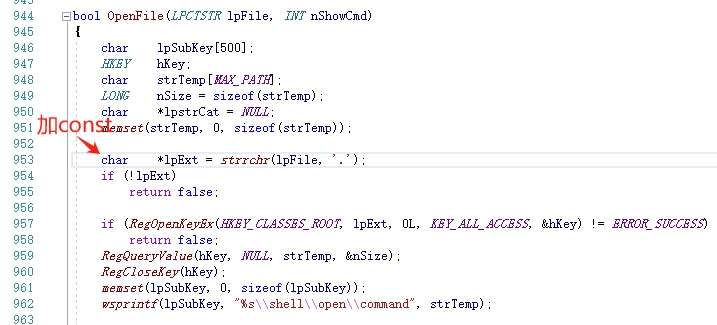 944 bool OpenFile(LPCTSTR lpFile, INT nShowCmd)
945 {
946 char lpSubKey[500];
947 HKEY hKey;
948 char strTemp[MAX_PATH];
949 LONG nSize = sizeof(strTemp);
950 char *lpstrCat = NULL;
加const
951 memset(strTemp, 0, sizeof(strTemp));
952
953 char *lpExt = strrchr(lpFile, '.');
954 if (!lpExt)
955 return false;
956
957 if (RegOpenKeyEx(HKEY_CLASSES_ROOT, lpExt, 0L, KEY_ALL_ACCESS, &hKey) != ERROR_SUCCESS)
958 return false;
959 RegQueryValue(hKey, NULL, strTemp, &nSize);
960 RegCloseKey(hKey);
961 memset(lpSubKey, 0, sizeof(lpSubKey));
962 wsprintf(lpSubKey, "%s\\shell\\open\\command", strTemp);
963